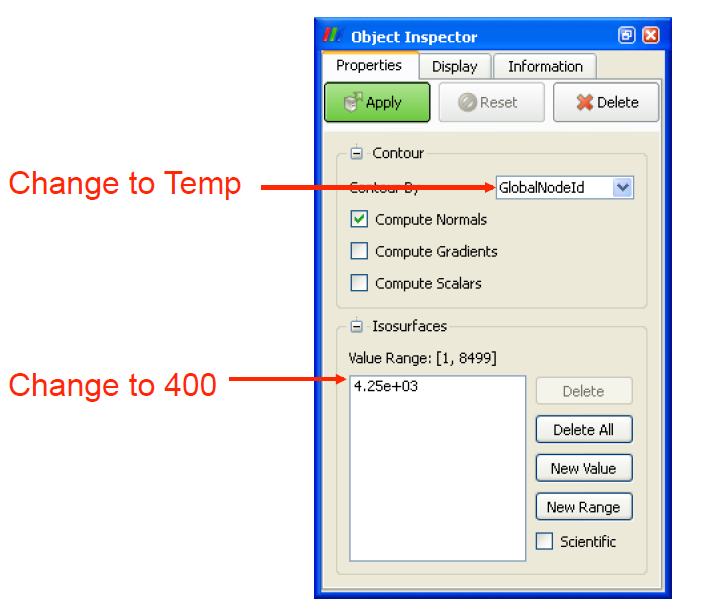 Object Inspector
Properties Display Information
Apply Reset Delete
Contour
Change to Temp
Contour By GlobalNodeId
Compute Normals
Compute Gradients
Compute Scalars
Isosurfaces
Value Range: [1, 8499]
Change to 400
4.25e+03
Delete
Delete All
New Value
New Range
Scientific